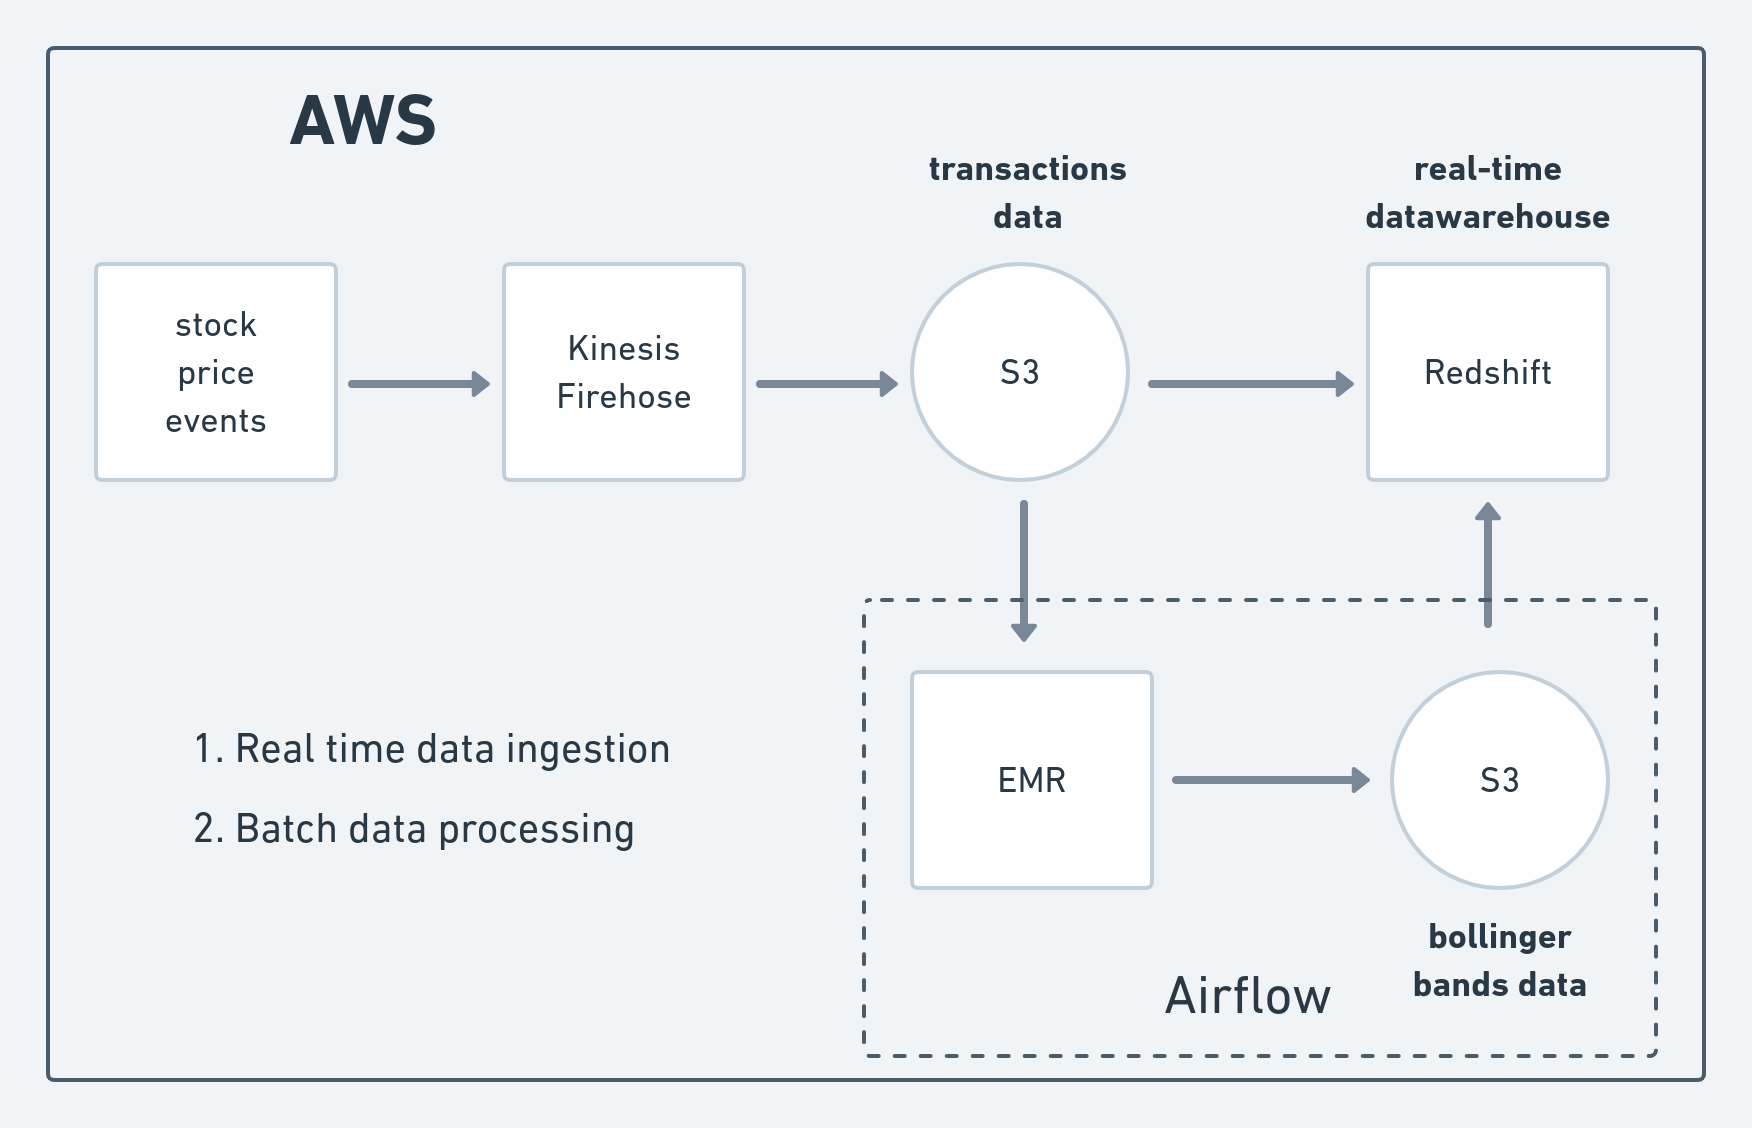 AWS
transactions
data
real-time
datawarehouse
stock
price
events
Kinesis
Firehose
S3
Redshift
1. Real time data ingestion
2. Batch data processing
EMR
S3
bollinger
bands data
Airflow